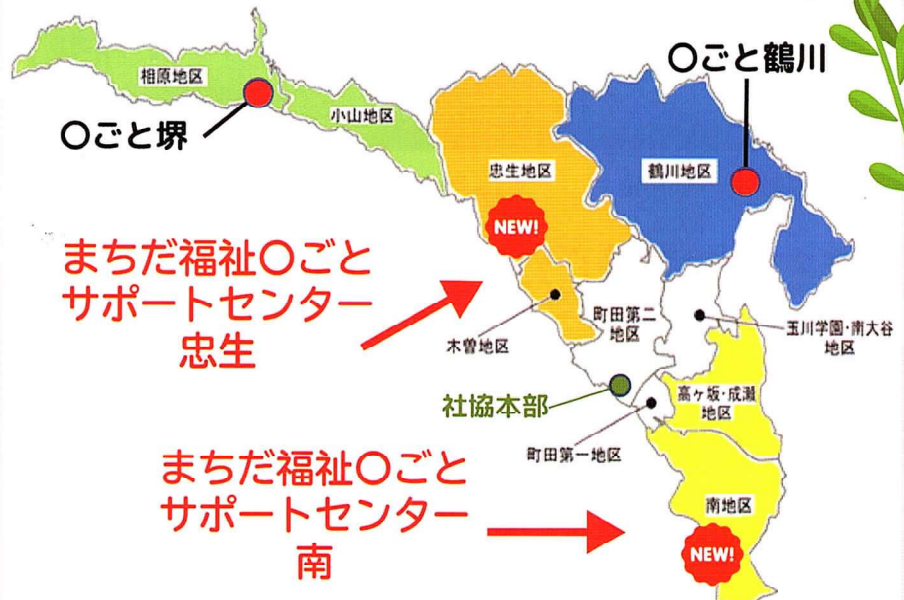 〇ごと鶴川
相原地区
小山地区
〇ごと堺
忠生地区
鶴川地区
NEW!
まちだ福祉〇ごと
サポートセンター
忠生
町田第二
地区
玉川学園・南大谷
地区
木曽地区
高ヶ坂・成瀬
地区
社協本部
町田第一地区
まちだ福祉〇ごと
サポートセンター
南
南地区
NEW!